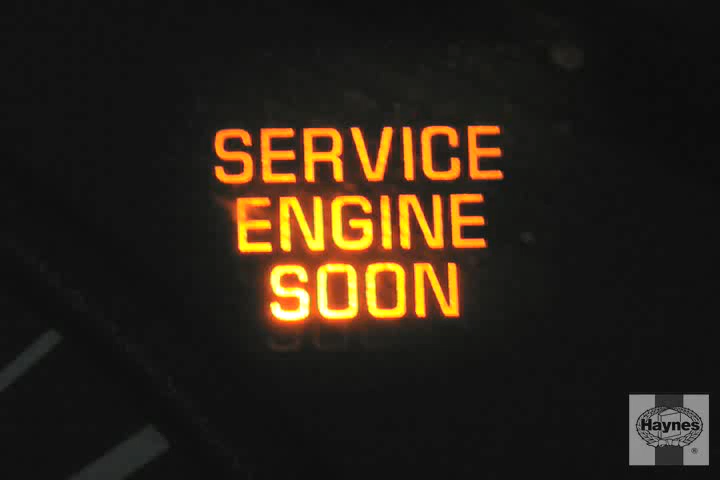 SERVICE
ENGINE
SOON
Haynes
®